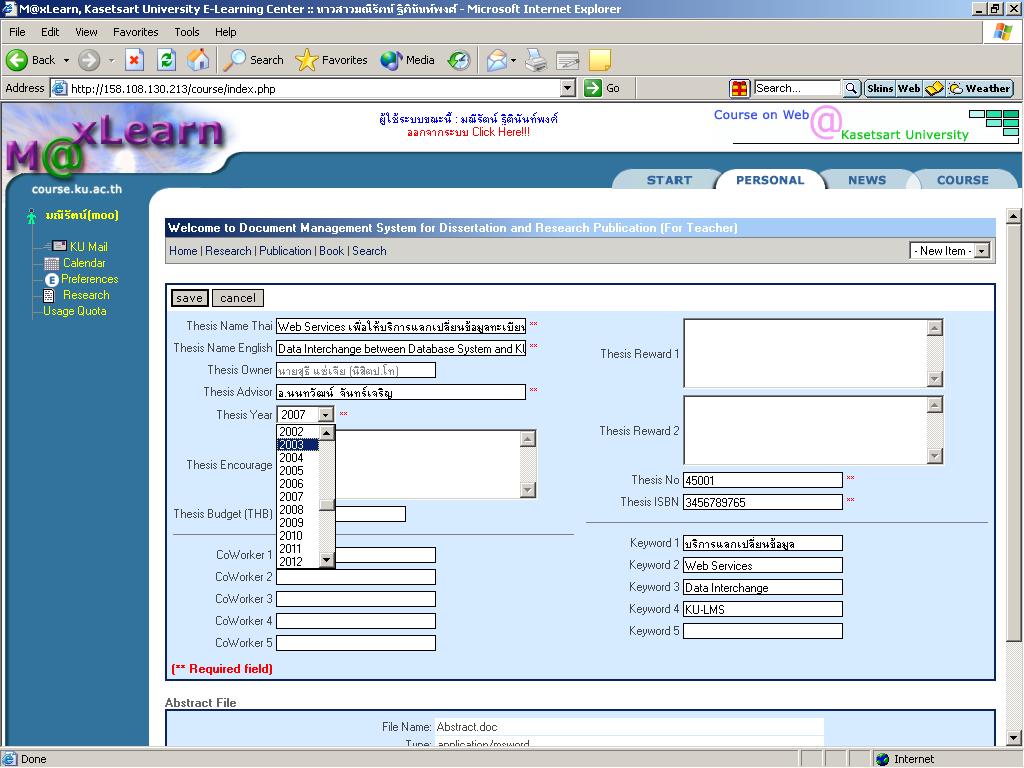 M@xLearn, Kasetsart University E-Learning Center :: นางสาวมณีรัตน์ ฐิตินันท์พงศ์ - Microsoft Internet Explorer
File Edit View Favorites Tools Help
Back Search Favorites Media
Address http://158.108.130.213/course/index.php Go Search... Skins Web Weather
M@xLearn
ผู้ใช้ระบบขณะนี้ : มณีรัตน์ ฐิตินันท์พงศ์
ออกจากระบบ Click Here!!!
Course on Web @ Kasetsart University
course.ku.ac.th
START PERSONAL NEWS COURSE
มณีรัตน์(moo)
KU Mail
Calendar
Preferences
Research
Usage Quota
Welcome to Document Management System for Dissertation and Research Publication (For Teacher)
Home | Research | Publication | Book | Search - New Item -
save cancel
Thesis Name Thai Web Services เพื่อให้บริการแลกเปลี่ยนข้อมูลทะเบียน **
Thesis Name English Data Interchange between Database System and KU **
Thesis Owner นายสุธี แซ่เจีย (นิสิตป.โท)
Thesis Advisor อ.นนทวัฒน์ จันทร์เจริญ **
Thesis Year 2007 **
2002
2003
2004
2005
2006
2007
2008
2009
2010
2011
2012
Thesis Encourage
Thesis Budget (THB)
CoWorker 1
CoWorker 2
CoWorker 3
CoWorker 4
CoWorker 5
(** Required field)
Thesis Reward 1
Thesis Reward 2
Thesis No 45001 **
Thesis ISBN 3456789765 **
Keyword 1 บริการแลกเปลี่ยนข้อมูล
Keyword 2 Web Services
Keyword 3 Data Interchange
Keyword 4 KU-LMS
Keyword 5
Abstract File
File Name: Abstract.doc
Type: application/msword
Done Internet